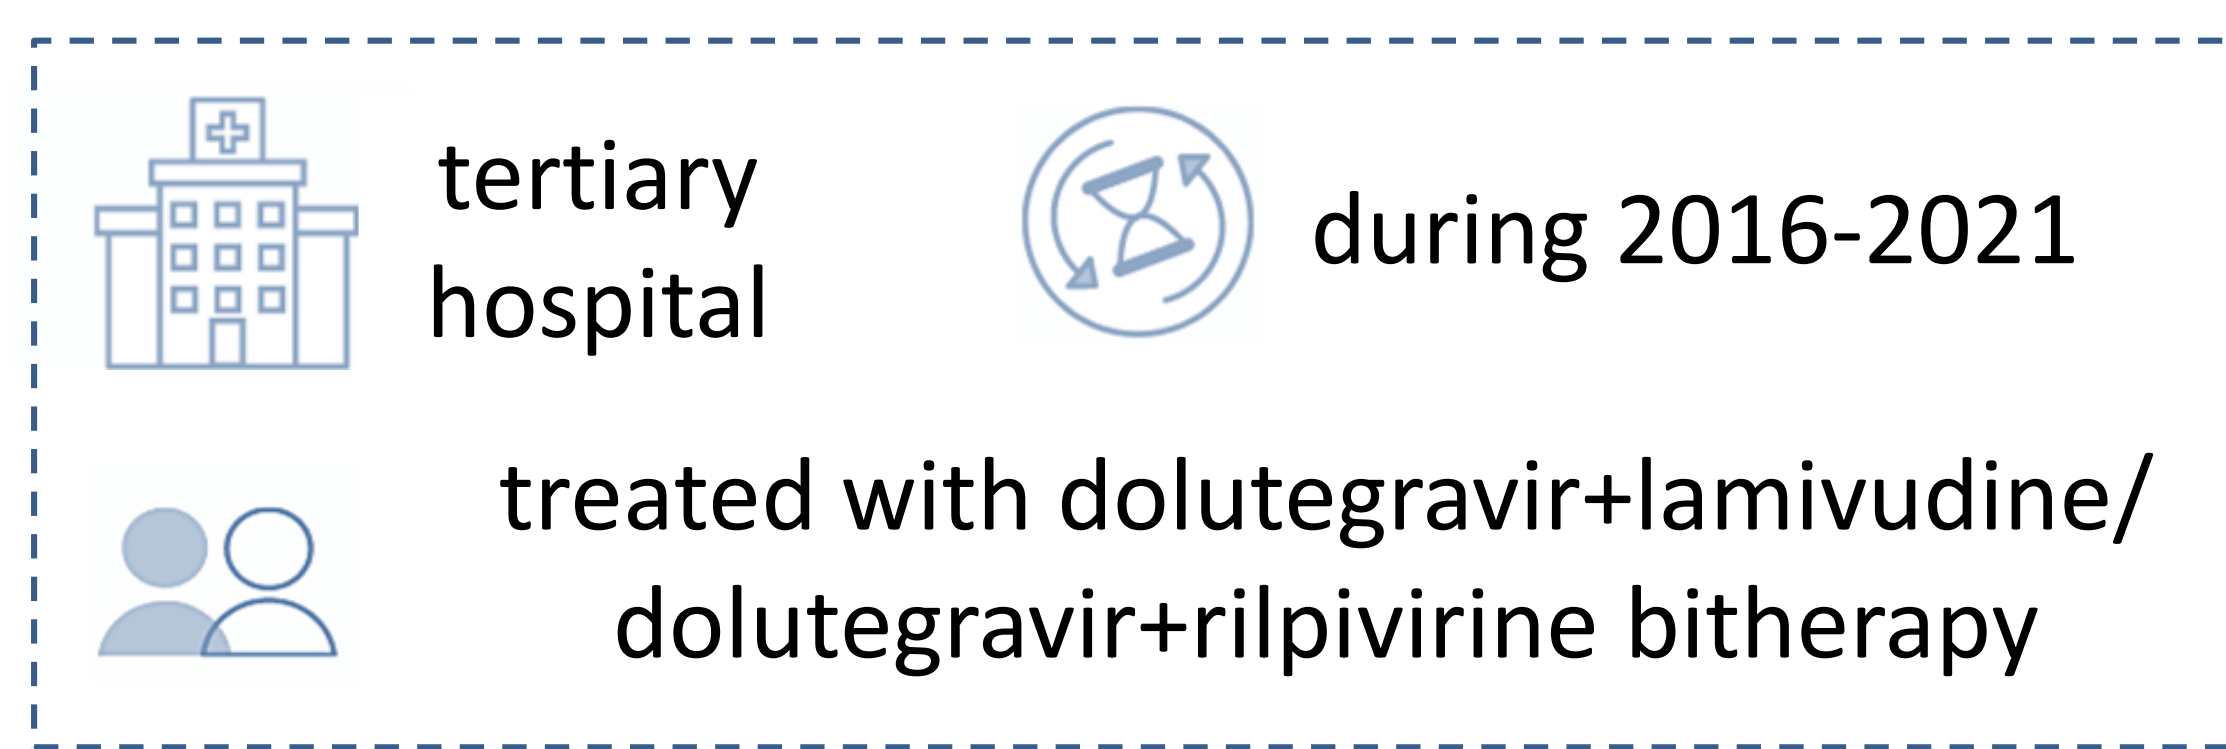 tertiary
hospital
during 2016-2021
treated with dolutegravir+lamivudine/
dolutegravir+rilpivirine bitherapy